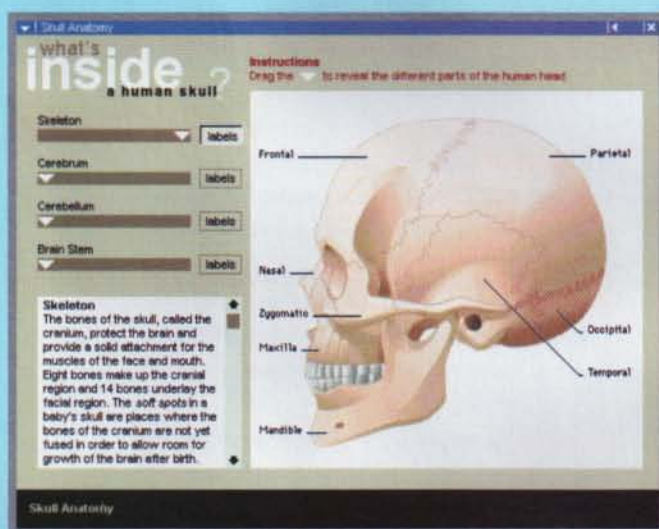 Skull Anatomy
what's
inside ?
a human skull
Instructions
Drag the to reveal the different parts of the human head
Skeleton
labels
Cerebrum
labels
Cerebellum
labels
Brain Stem
labels
Skeleton
The bones of the skull, called the
cranium, protect the brain and
provide a solid attachment for the
muscles of the face and mouth.
Eight bones make up the cranial
region and 14 bones underlay the
facial region. The soft spots in a
baby's skull are places where the
bones of the cranium are not yet
fused in order to allow room for
growth of the brain after birth.
Frontal
Parietal
Nasal
Zygomatic
Maxilla
Mandible
Occipital
Temporal
Skull Anatomy